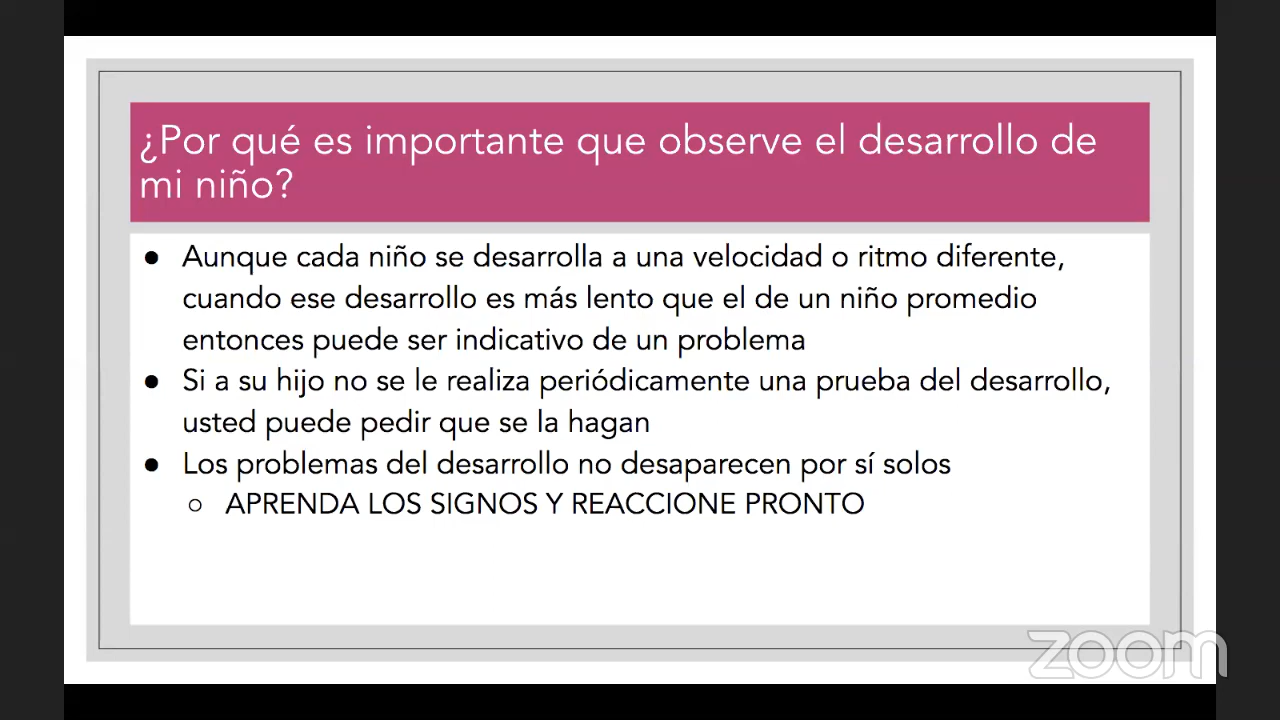 ¿Por qué es importante que observe el desarrollo de
mi niño?
● Aunque cada niño se desarrolla a una velocidad o ritmo diferente,
cuando ese desarrollo es más lento que el de un niño promedio
entonces puede ser indicativo de un problema
● Si a su hijo no se le realiza periódicamente una prueba del desarrollo,
usted puede pedir que se la hagan
● Los problemas del desarrollo no desaparecen por sí solos
○ APRENDA LOS SIGNOS Y REACCIONE PRONTO
zoom